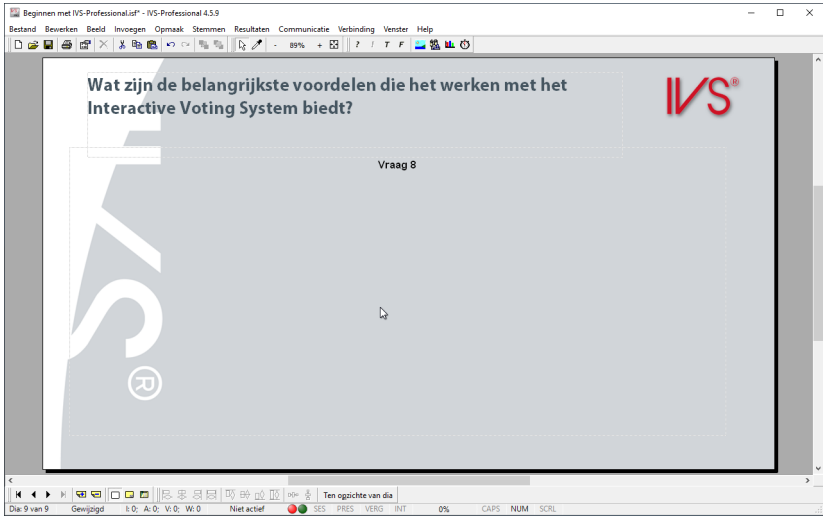 Beginnen met IVS-Professional.isf* - IVS-Professional 4.5.9
Bestand Bewerken Beeld Invoegen Opmaak Stemmen Resultaten Communicatie Verbinding Venster Help
- 89% + ? ! T F
Wat zijn de belangrijkste voordelen die het werken met het
Interactive Voting System biedt?
IVS®
Vraag 8
IVS®
Ten opzichte van dia
Dia: 9 van 9 Gewijzigd I: 0; A: 0; V: 0; W: 0 Niet actief SES PRES VERG INT 0% CAPS NUM SCRL